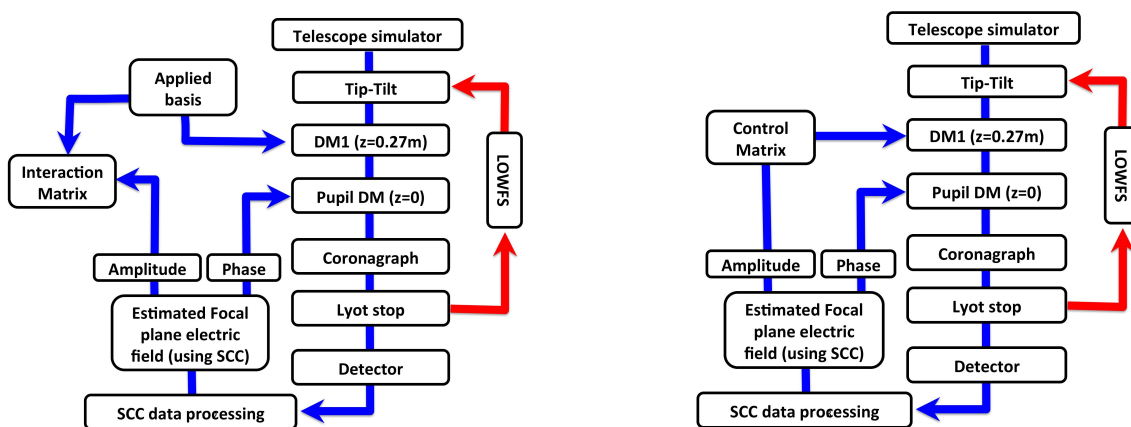 Telescope simulator
Tip-Tilt
Applied
basis
DM1 (z=0.27m)
Interaction
Matrix
Pupil DM (z=0)
LOWFS
Coronagraph
Amplitude
Phase
Lyot stop
Estimated Focal
plane electric
field (using SCC)
Detector
SCC data processing
Telescope simulator
Tip-Tilt
Control
Matrix
DM1 (z=0.27m)
LOWFS
Pupil DM (z=0)
Coronagraph
Amplitude
Phase
Lyot stop
Estimated Focal
plane electric
field (using SCC)
Detector
SCC data processing